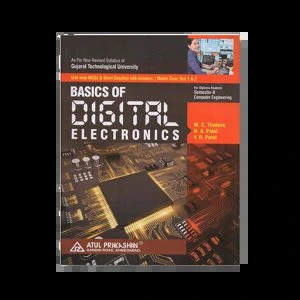 As Per New Revised Syllabus of
Gujarat Technological University
Unit wise MCQs & Short Question with Answers | Model Class Test 1 & 2
For Diploma Students
Semester-II
Computer Engineering
BASICS OF
DIGITAL
ELECTRONICS
M. C. Thakore
N. A. Patel
Y. R. Patel
ATUL PRAKASHAN
GANDHI ROAD, AHMEDABAD.